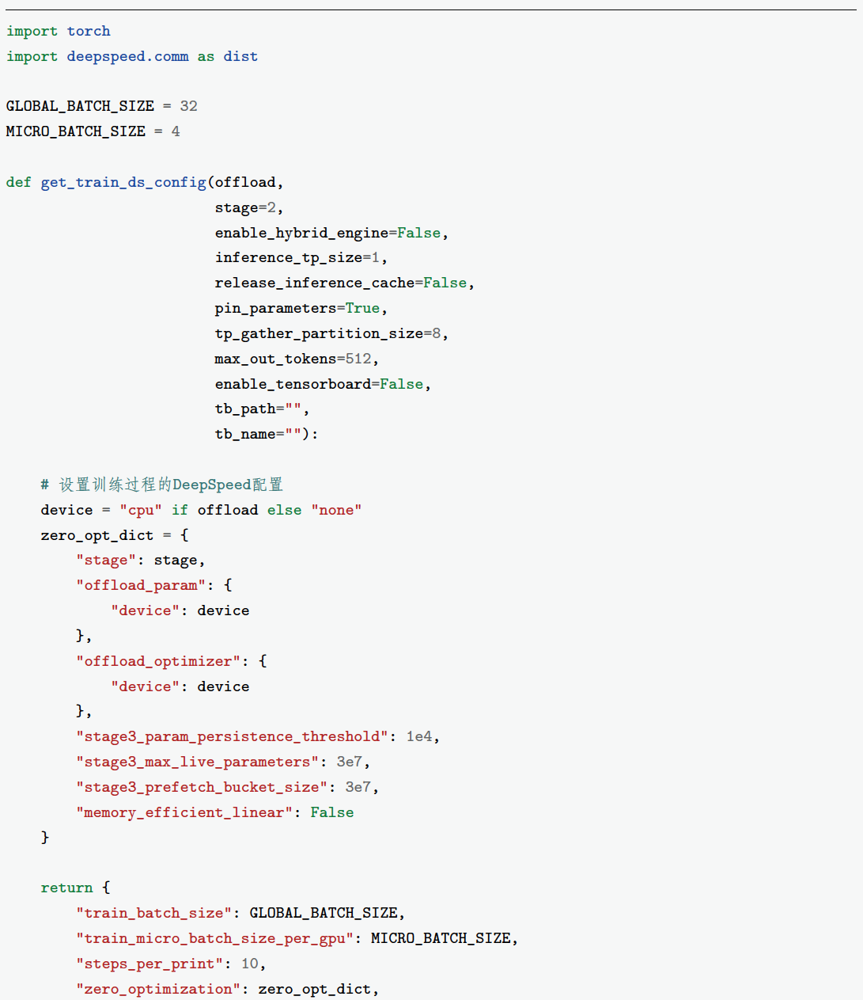 import torch
import deepspeed.comm as dist

GLOBAL_BATCH_SIZE = 32
MICRO_BATCH_SIZE = 4

def get_train_ds_config(offload,
                        stage=2,
                        enable_hybrid_engine=False,
                        inference_tp_size=1,
                        release_inference_cache=False,
                        pin_parameters=True,
                        tp_gather_partition_size=8,
                        max_out_tokens=512,
                        enable_tensorboard=False,
                        tb_path="",
                        tb_name=""):

    # 设置训练过程的DeepSpeed配置
    device = "cpu" if offload else "none"
    zero_opt_dict = {
        "stage": stage,
        "offload_param": {
            "device": device
        },
        "offload_optimizer": {
            "device": device
        },
        "stage3_param_persistence_threshold": 1e4,
        "stage3_max_live_parameters": 3e7,
        "stage3_prefetch_bucket_size": 3e7,
        "memory_efficient_linear": False
    }

    return {
        "train_batch_size": GLOBAL_BATCH_SIZE,
        "train_micro_batch_size_per_gpu": MICRO_BATCH_SIZE,
        "steps_per_print": 10,
        "zero_optimization": zero_opt_dict,